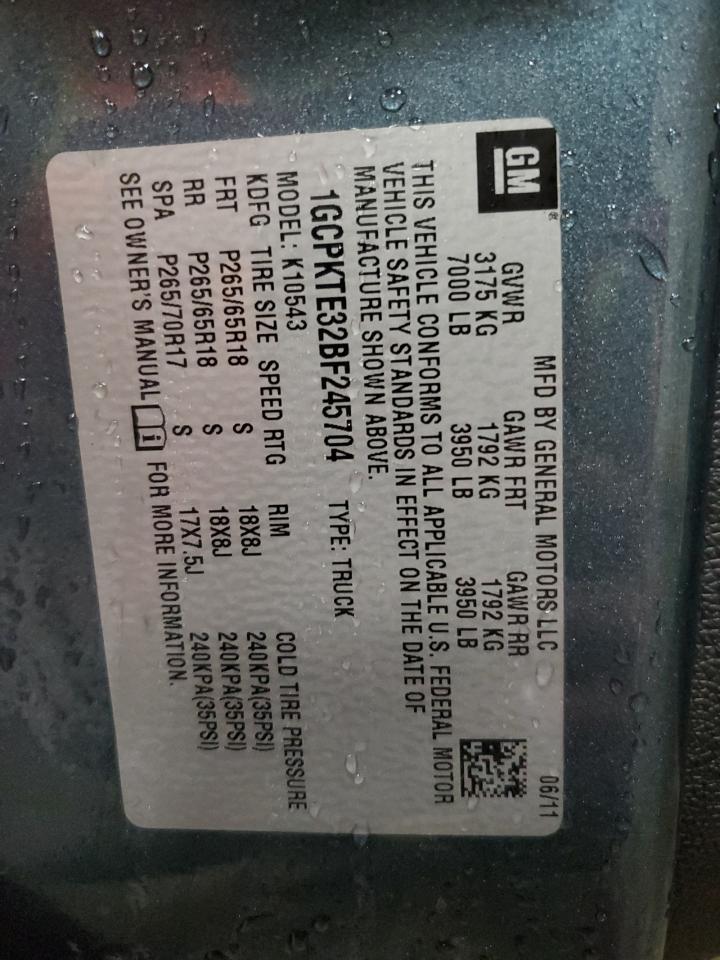 GM®
MFD BY GENERAL MOTORS LLC 06/11
GVWR GAWR FRT GAWR RR
3175 KG 1792 KG 1792 KG
7000 LB 3950 LB 3950 LB
THIS VEHICLE CONFORMS TO ALL APPLICABLE U.S. FEDERAL MOTOR
VEHICLE SAFETY STANDARDS IN EFFECT ON THE DATE OF
MANUFACTURE SHOWN ABOVE.
1GCPKTE32BF245704 TYPE: TRUCK
MODEL: K10543
KDFG TIRE SIZE SPEED RTG RIM COLD TIRE PRESSURE
FRT P265/65R18 S 18X8J 240KPA(35PSI)
RR P265/65R18 S 18X8J 240KPA(35PSI)
SPA P265/70R17 S 17X7.5J 240KPA(35PSI)
SEE OWNER'S MANUAL i FOR MORE INFORMATION.